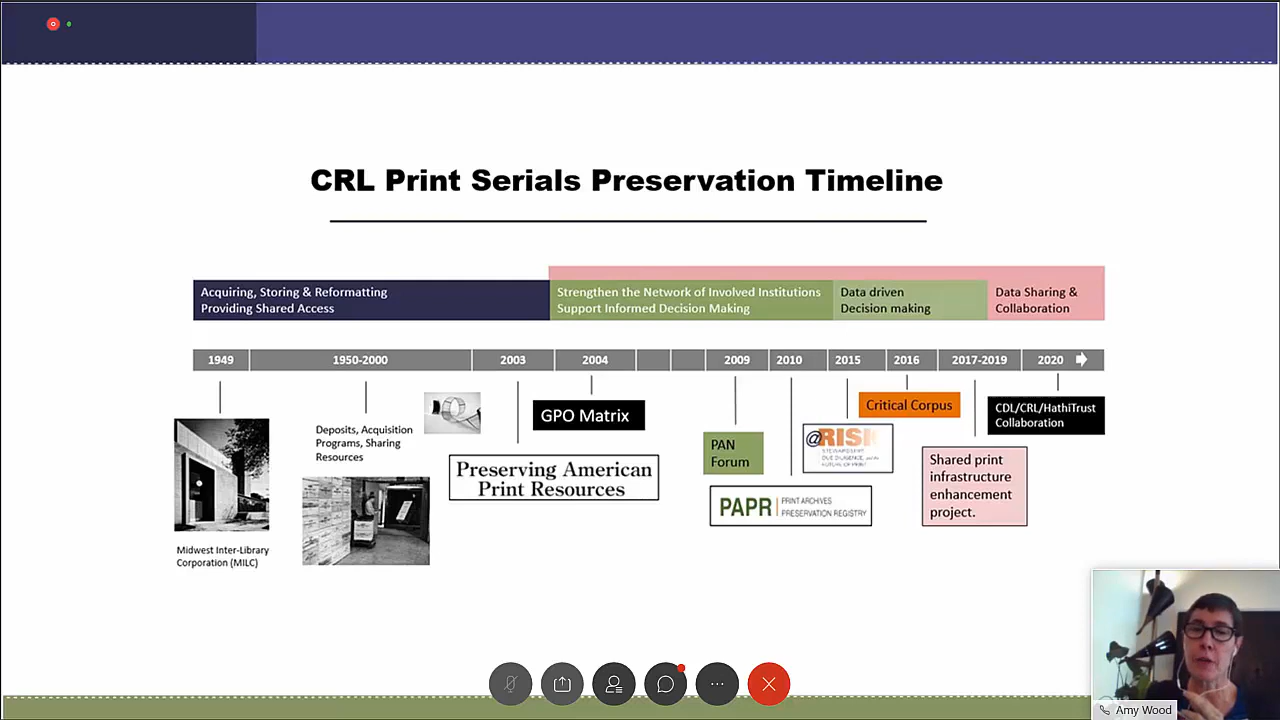 CRL Print Serials Preservation Timeline
Acquiring, Storing & Reformatting
Providing Shared Access
Strengthen the Network of Involved Institutions
Support Informed Decision Making
Data driven
Decision making
Data Sharing &
Collaboration
1949
1950-2000
2003
2004
2009
2010
2015
2016
2017-2019
2020
Midwest Inter-Library
Corporation (MILC)
Deposits, Acquisition
Programs, Sharing
Resources
Preserving American
Print Resources
GPO Matrix
PAN
Forum
PAPR
PRINT ARCHIVES
PRESERVATION REGISTRY
@RISK
Critical Corpus
Shared print
infrastructure
enhancement
project.
CDL/CRL/HathiTrust
Collaboration
Amy Wood